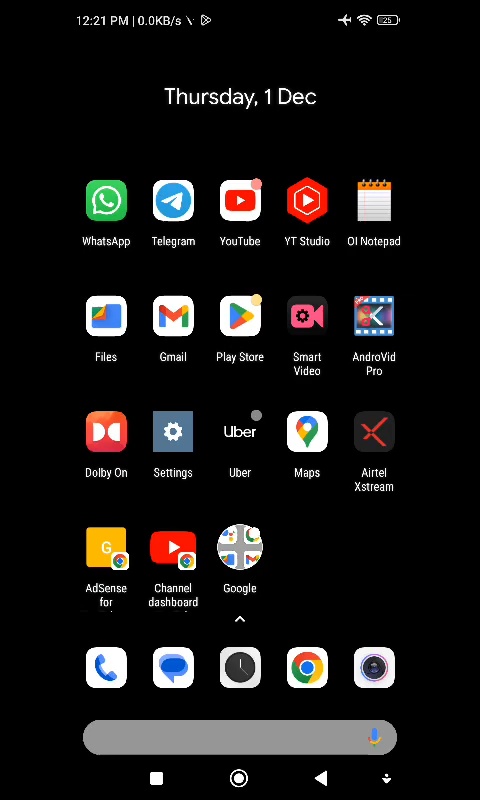 12:21 PM | 0.0KB/s
25
Thursday, 1 Dec
WhatsApp
Telegram
YouTube
YT Studio
OI Notepad
Files
Gmail
Play Store
Smart
Video
AndroVid
Pro
Uber
Dolby On
Settings
Uber
Maps
Airtel
Xstream
G
AdSense
for
Channel
dashboard
Google